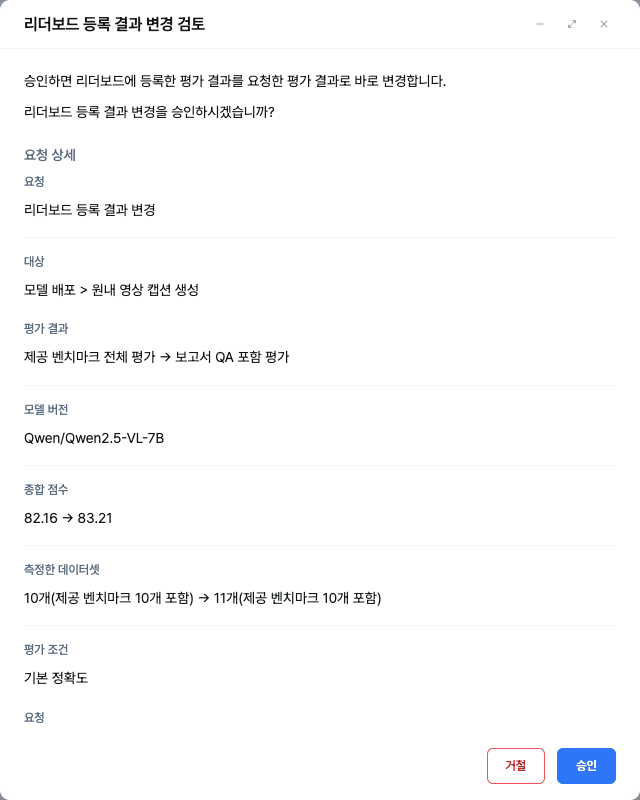 리더보드 등록 결과 변경 검토
승인하면 리더보드에 등록한 평가 결과를 요청한 평가 결과로 바로 변경합니다.
리더보드 등록 결과 변경을 승인하시겠습니까?
요청 상세
요청
리더보드 등록 결과 변경
대상
모델 배포 > 원내 영상 캡션 생성
평가 결과
제공 벤치마크 전체 평가 → 보고서 QA 포함 평가
모델 버전
Qwen/Qwen2.5-VL-7B
종합 점수
82.16 → 83.21
측정한 데이터셋
10개(제공 벤치마크 10개 포함) → 11개(제공 벤치마크 10개 포함)
평가 조건
기본 정확도
요청
거절
승인